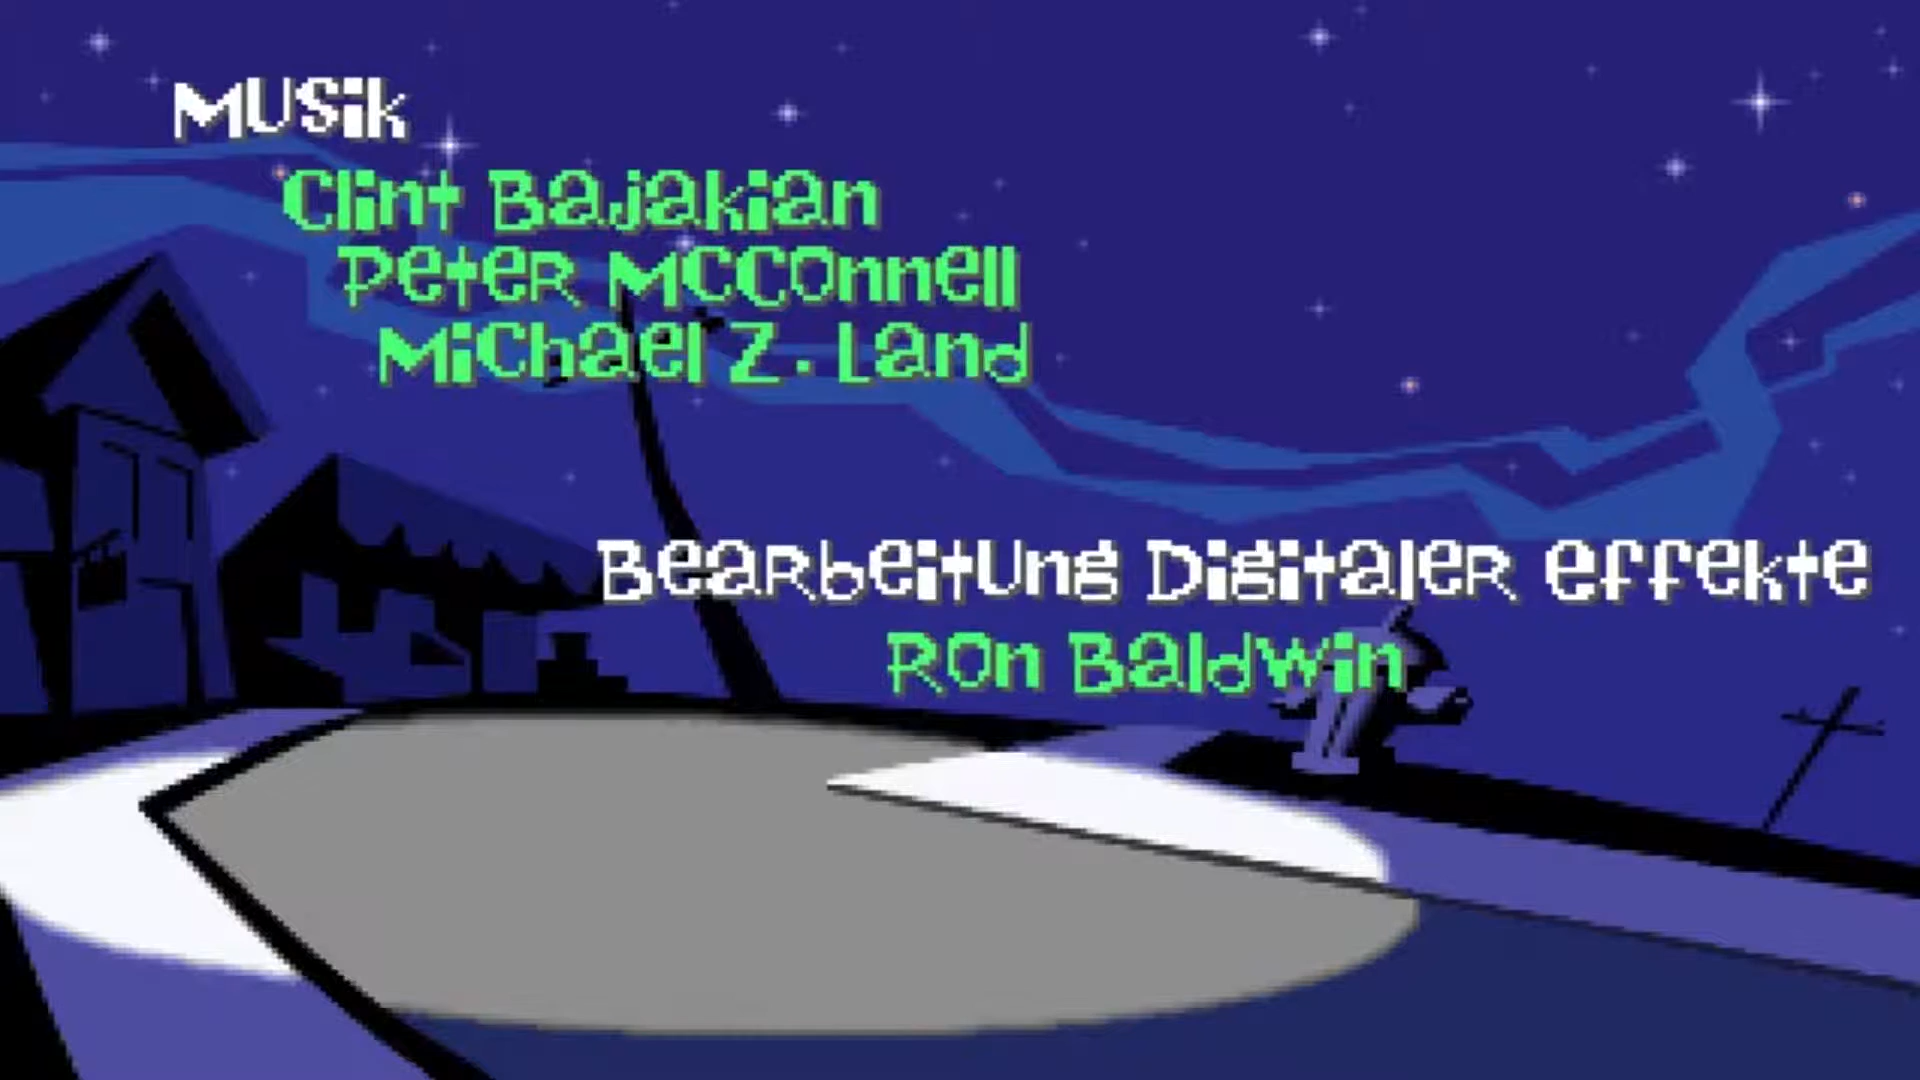 Musik
Clint Bajakian
Peter McConnell
Michael Z. Land
Bearbeitung Digitaler Effekte
Ron Baldwin